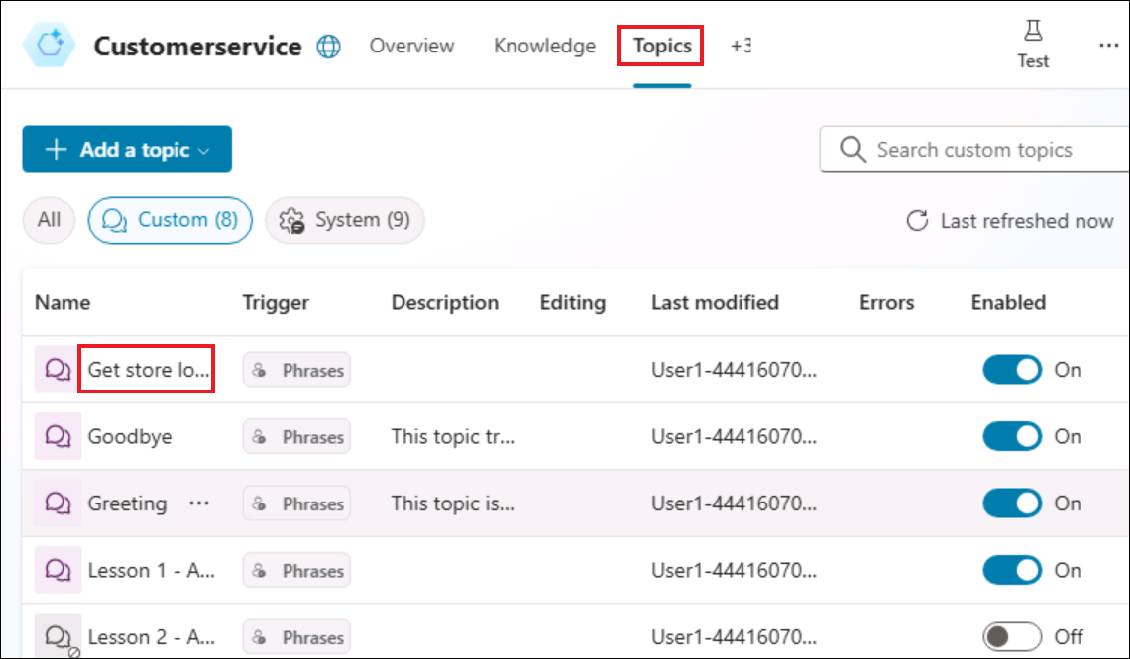 Customerservice Overview Knowledge Topics +3 Test
Add a topic Search custom topics
All Custom (8) System (9) Last refreshed now
Name Trigger Description Editing Last modified Errors Enabled
Get store lo... Phrases User1-44416070... On
Goodbye Phrases This topic tr... User1-44416070... On
Greeting ... Phrases This topic is... User1-44416070... On
Lesson 1 - A... Phrases User1-44416070... On
Lesson 2 - A... Phrases User1-44416070... Off